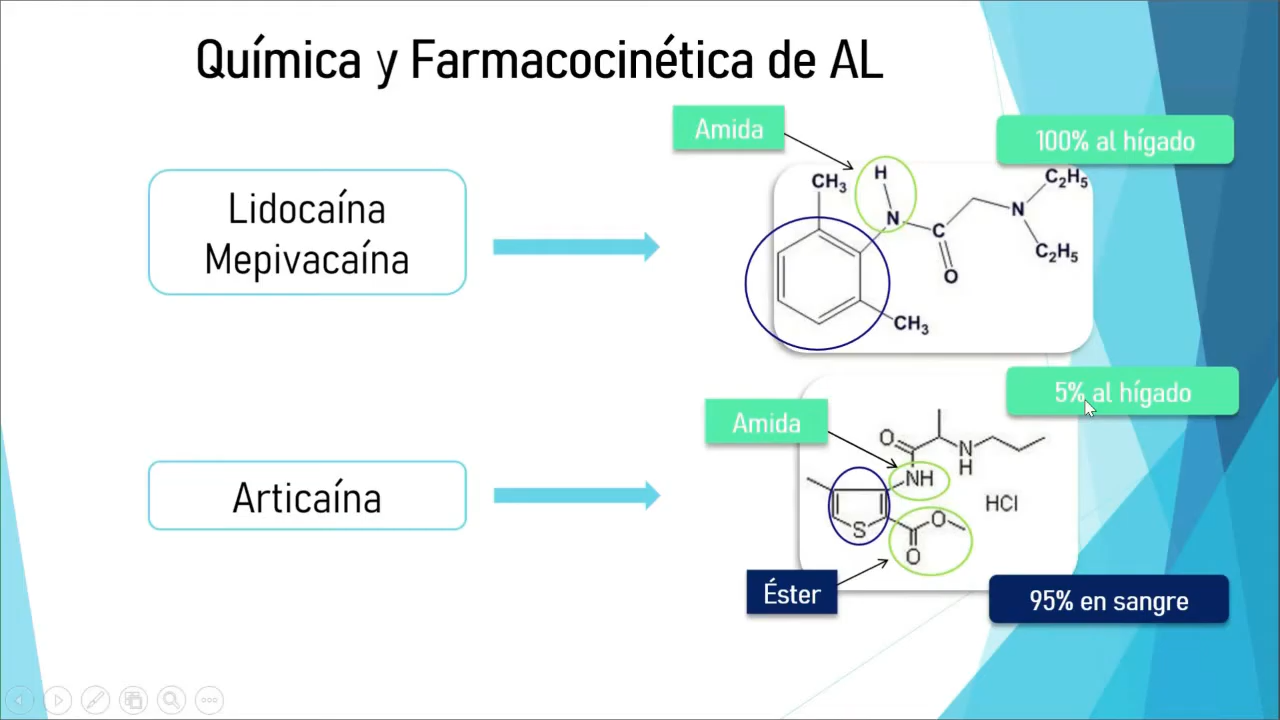 Química y Farmacocinética de AL
Lidocaína
Mepivacaína
Amida
100% al hígado
CH₃
H
N
C
O
N
C₂H₅
C₂H₅
CH₃
Articaína
5% al hígado
Amida
O
N
H
NH
HCl
S
O
O
Éster
95% en sangre